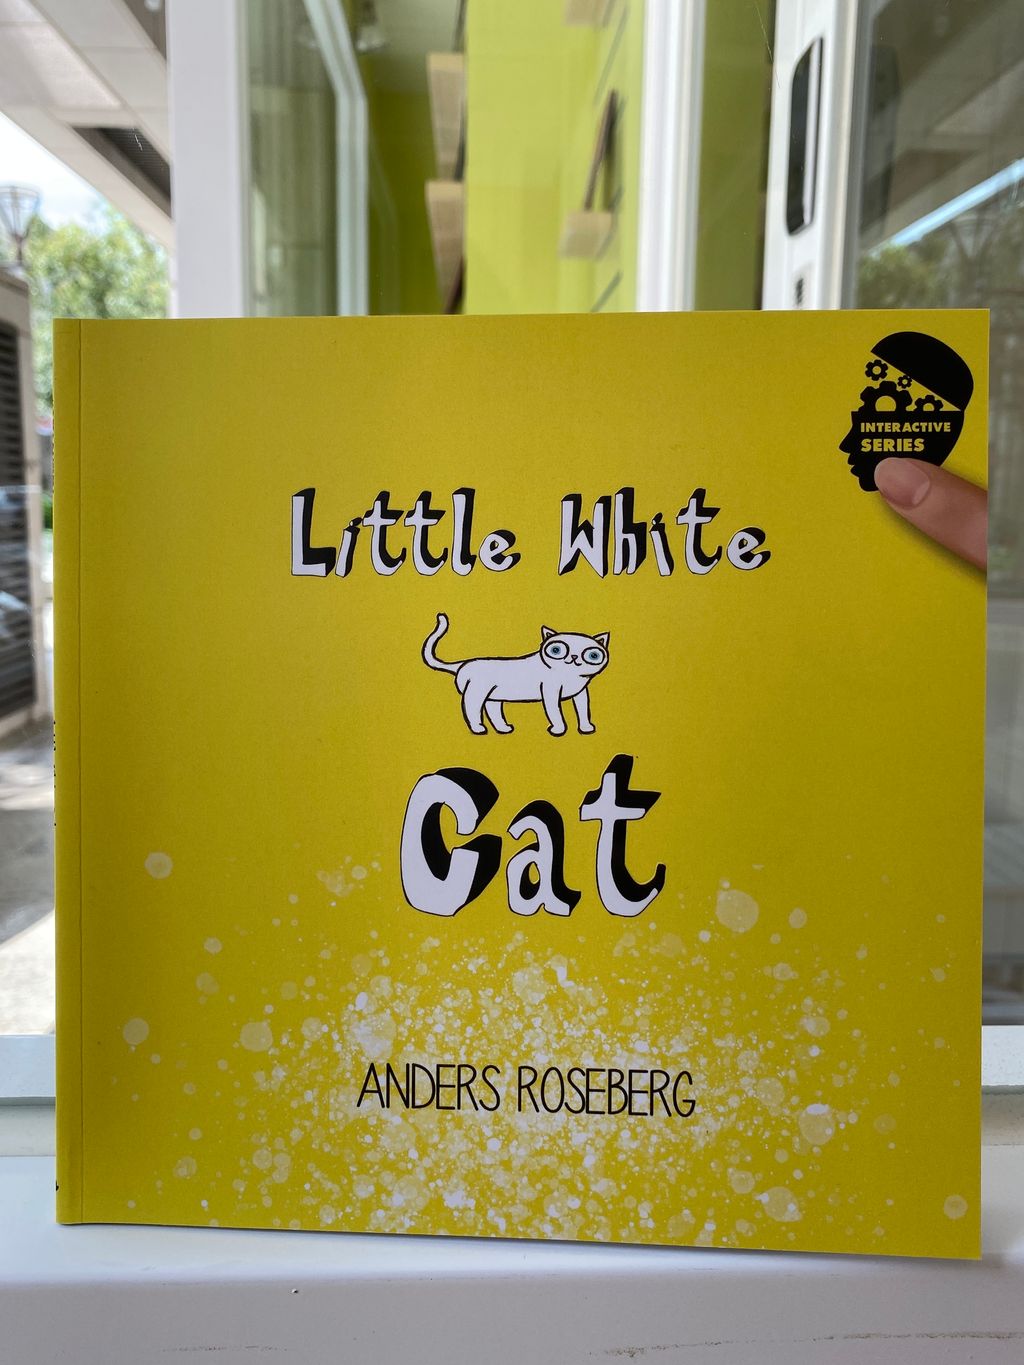 INTERACTIVE
SERIES
Little White
Cat
ANDERS ROSEBERG